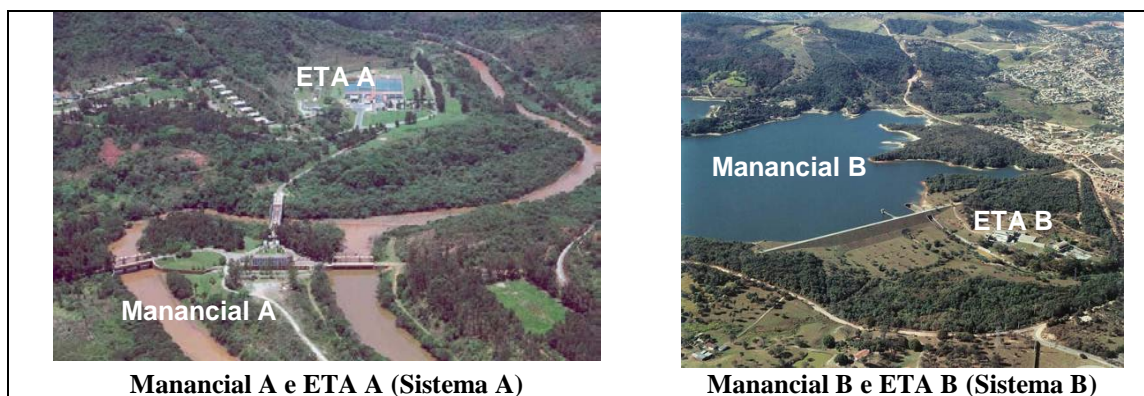 ETA A
Manancial A
Manancial B
ETA B
Manancial A e ETA A (Sistema A)
Manancial B e ETA B (Sistema B)